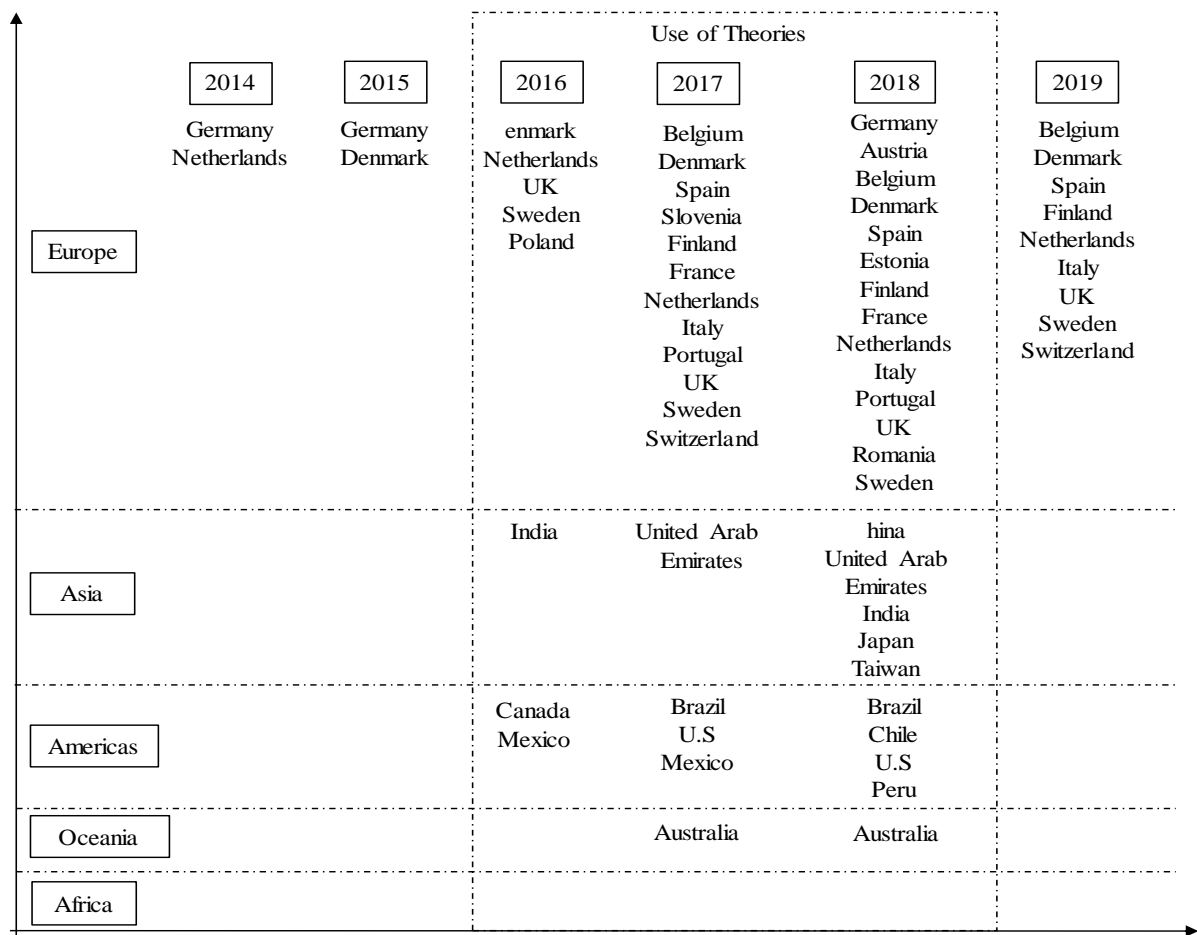 Use of Theories
2014
2015
2016
2017
2018
2019
Europe
Germany
Netherlands
Germany
Denmark
enmark
Netherlands
UK
Sweden
Poland
Belgium
Denmark
Spain
Slovenia
Finland
France
Netherlands
Italy
Portugal
UK
Sweden
Switzerland
Germany
Austria
Belgium
Denmark
Spain
Estonia
Finland
France
Netherlands
Italy
Portugal
UK
Romania
Sweden
Belgium
Denmark
Spain
Finland
Netherlands
Italy
UK
Sweden
Switzerland
Asia
India
United Arab
Emirates
hina
United Arab
Emirates
India
Japan
Taiwan
Americas
Canada
Mexico
Brazil
U.S
Mexico
Brazil
Chile
U.S
Peru
Oceania
Australia
Australia
Africa